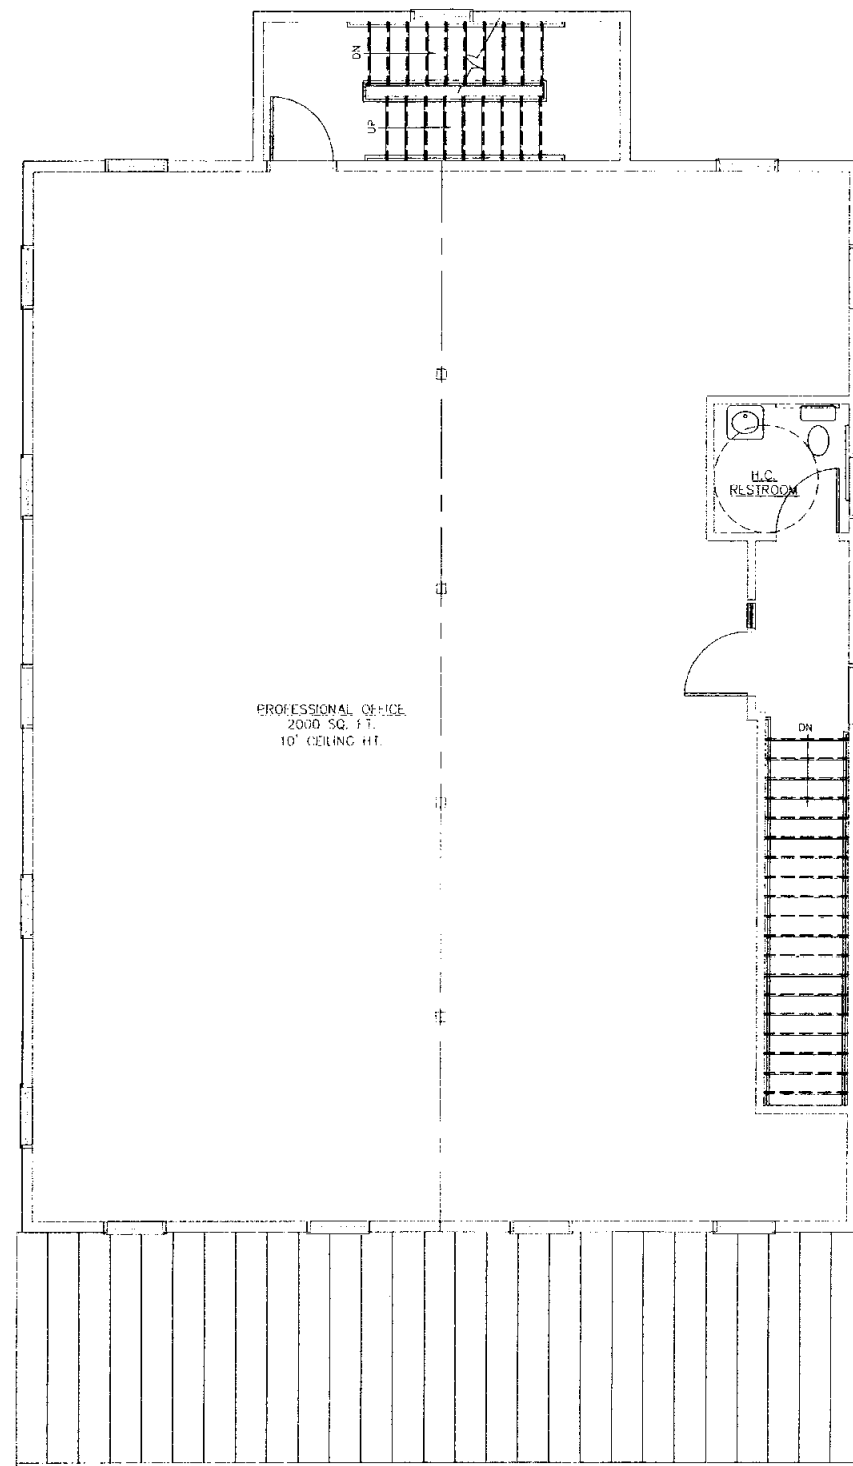 DN
UP
H.C.
RESTROOM
PROFESSIONAL OFFICE
2000 SQ. FT.
10' CEILING HT.
DN